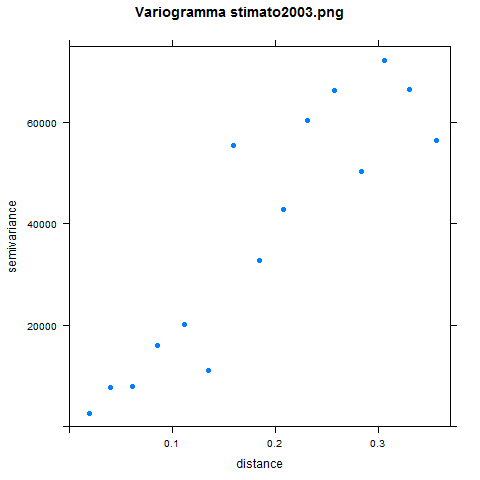 Variogramma stimato2003.png
semivariance
60000
40000
20000
0.1 0.2 0.3
distance